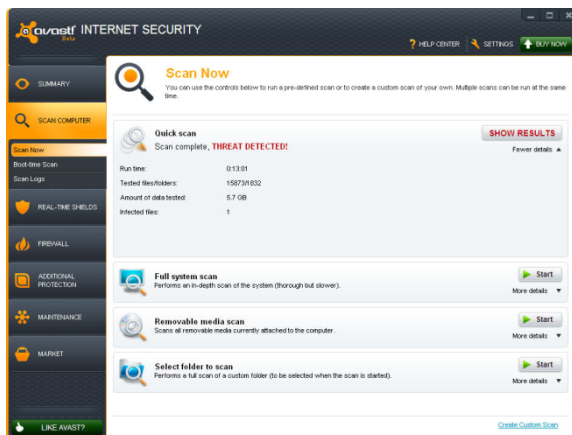 avast! INTERNET SECURITY
Beta
? HELP CENTER SETTINGS BUY NOW
SUMMARY
SCAN COMPUTER
Scan Now
Boot-time Scan
Scan Logs
REAL-TIME SHIELDS
FIREWALL
ADDITIONAL
PROTECTION
MAINTENANCE
MARKET
LIKE AVAST?
Scan Now
You can use the controls below to run a pre-defined scan or to create a custom scan of your own. Multiple scans can be run at the same
time.
Quick scan
Scan complete, THREAT DETECTED!
SHOW RESULTS
Fewer details
Run time: 0:13:01
Tested files/folders: 15873/1832
Amount of data tested: 5.7 GB
Infected files: 1
Full system scan
Performs an in-depth scan of the system (thorough but slower).
Start
More details
Removable media scan
Scans all removable media currently attached to the computer.
Start
More details
Select folder to scan
Performs a full scan of a custom folder (to be selected when the scan is started).
Start
More details
Create Custom Scan